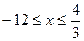 −12 ≤ x ≤ 4/3